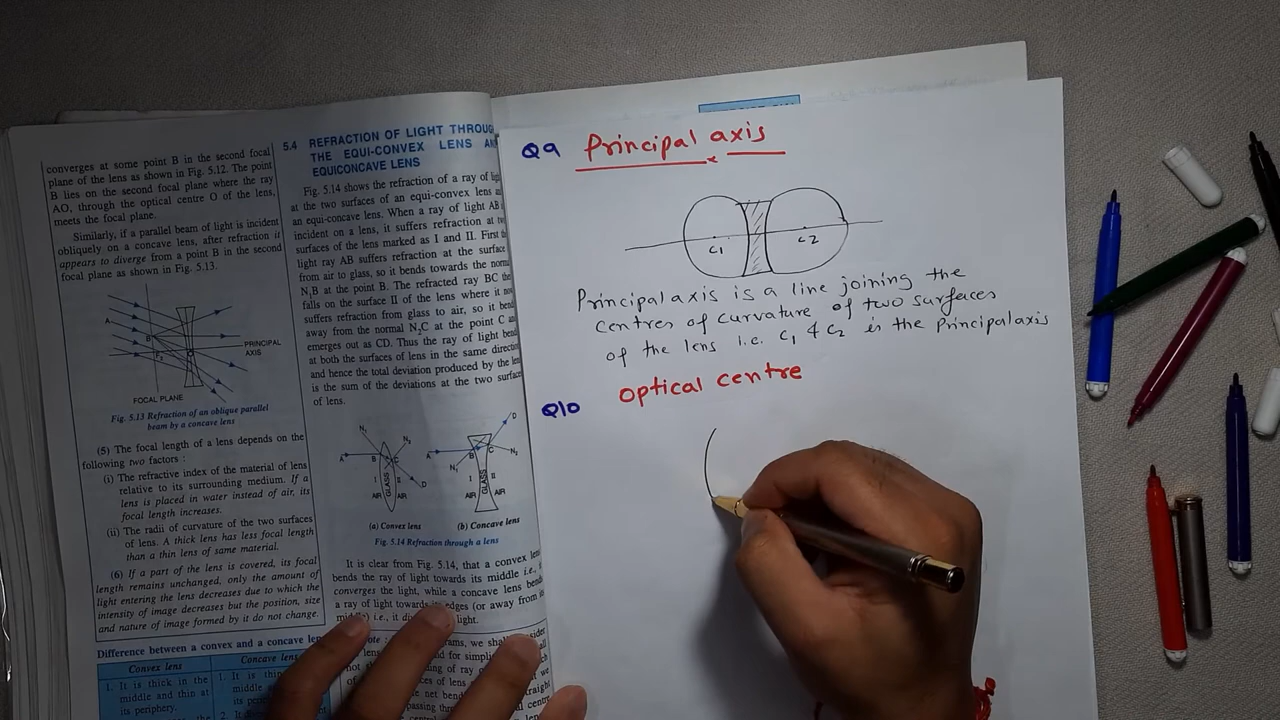 converges at some point B in the second focal
plane of the lens as shown in Fig. 5.12. The point
B lies on the second focal plane where the ray
AO, through the optical centre O of the lens,
meets the focal plane.
Similarly, if a parallel beam of light is incident
obliquely on a concave lens, after refraction it
appears to diverge from a point B in the second
focal plane as shown in Fig. 5.13.
A
B
PRINCIPAL
AXIS
FOCAL PLANE
Fig. 5.13 Refraction of an oblique parallel
beam by a concave lens
(5) The focal length of a lens depends on the
following two factors :
(i) The refractive index of the material of lens
relative to its surrounding medium. If a
lens is placed in water instead of air, its
focal length increases.
(ii) The radii of curvature of the two surfaces
of lens. A thick lens has less focal length
than a thin lens of same material.
(6) If a part of the lens is covered, its focal
length remains unchanged, only the amount of
light entering the lens decreases due to which the
intensity of image decreases but the position, size
and nature of image formed by it do not change.
Difference between a convex and a concave
Convex lens
Concave
1. It is thick in the
middle and thin at
its periphery.
1. It is thin
middle
its
5.4 REFRACTION OF LIGHT
THE EQUI-CONVEX LENS
EQUICONCAVE LENS
Fig. 5.14 shows the refraction of a ray of
at the two surfaces of an equi-convex lens
an equi-concave lens. When a ray of light AB
incident on a lens, it suffers refraction at
surfaces of the lens marked as I and II. First
light ray AB suffers refraction at the surface
from air to glass, so it bends towards the
N₁B at the point B. The refracted ray BC
falls on the surface II of the lens where it
suffers refraction from glass to air, so it
away from the normal N₂C at the point C
emerges out as CD. Thus the ray of light
at both the surfaces of lens in the same
and hence the total deviation produced by the
is the sum of the deviations at the two
of lens.
N₁ N₂
A B C D
I II
GLASS
AIR AIR
A B C D
N₁ N₂
I II
GLASS
AIR AIR
(a) Convex lens
(b) Concave lens
Fig. 5.14 Refraction through a lens
It is clear from Fig. 5.14, that a convex
bends the ray of light towards its middle i.e.,
converges the light, while a concave lens
a ray of light towards its edges (or away from
i.e., it light.
Q9 Principal axis
C1 C2
Principal axis is a line joining the
centres of curvature of two surfaces
of the lens i.e. C1 & C2 is the Principal axis
Q10 optical centre